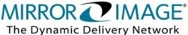 MIRROR IMAGE®
The Dynamic Delivery Network